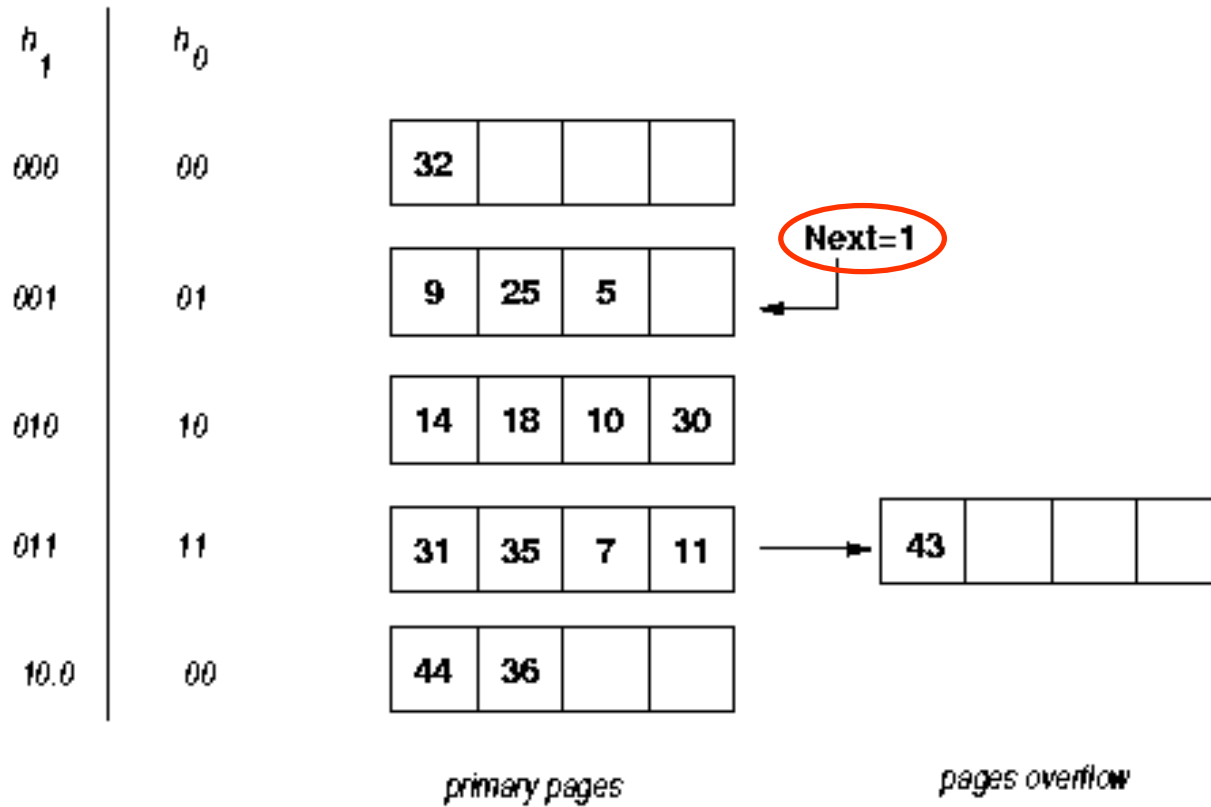 h1 h0
000 00 32
Next=1
001 01 9 25 5
010 10 14 18 10 30
011 11 31 35 7 11 43
10.0 00 44 36
primary pages pages overflow